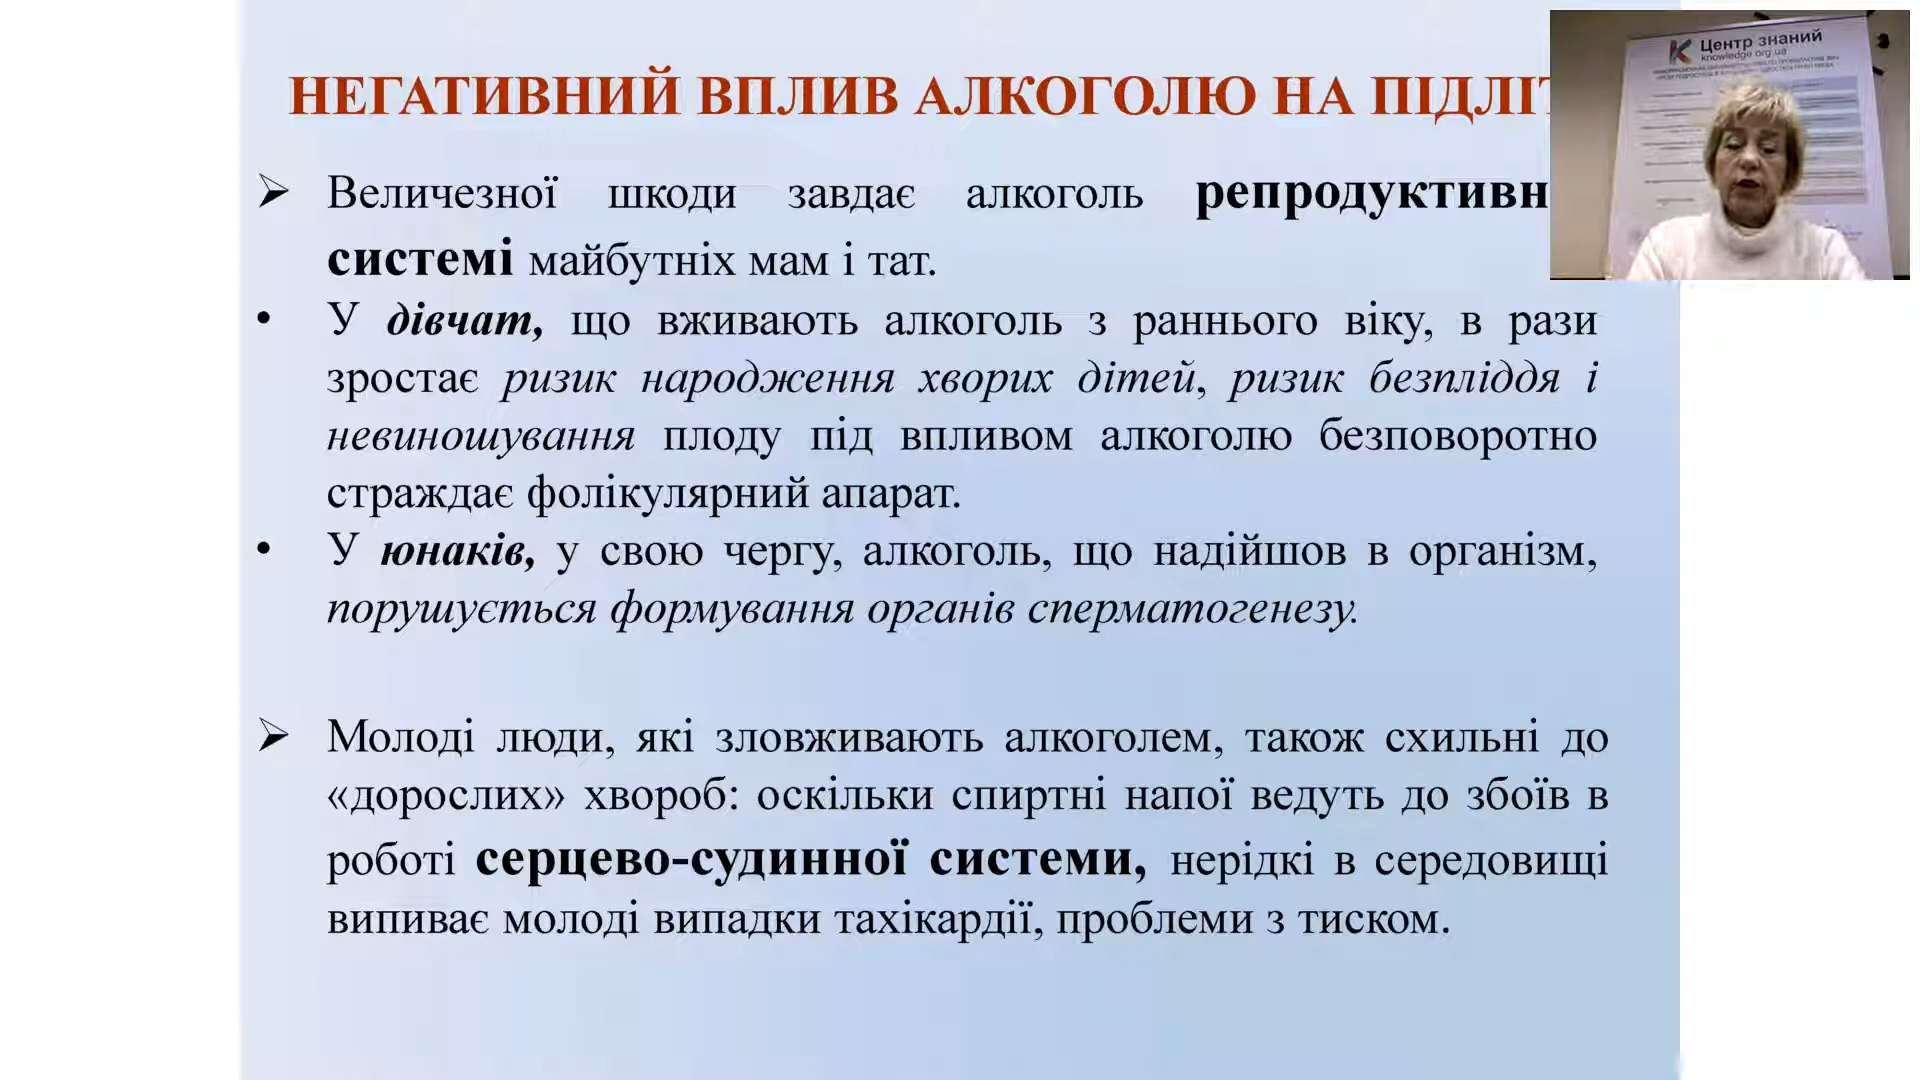 НЕГАТИВНИЙ ВПЛИВ АЛКОГОЛЮ НА ПІДЛІТ
Центр знаний
knowledge.org.ua
➢ Величезної шкоди завдає алкоголь репродуктивн
системі майбутніх мам і тат.
• У дівчат, що вживають алкоголь з раннього віку, в рази
зростає ризик народження хворих дітей, ризик безпліддя і
невиношування плоду під впливом алкоголю безповоротно
страждає фолікулярний апарат.
• У юнаків, у свою чергу, алкоголь, що надійшов в організм,
порушується формування органів сперматогенезу.
➢ Молоді люди, які зловживають алкоголем, також схильні до
«дорослих» хвороб: оскільки спиртні напої ведуть до збоїв в
роботі серцево-судинної системи, нерідкі в середовищі
випиває молоді випадки тахікардії, проблеми з тиском.